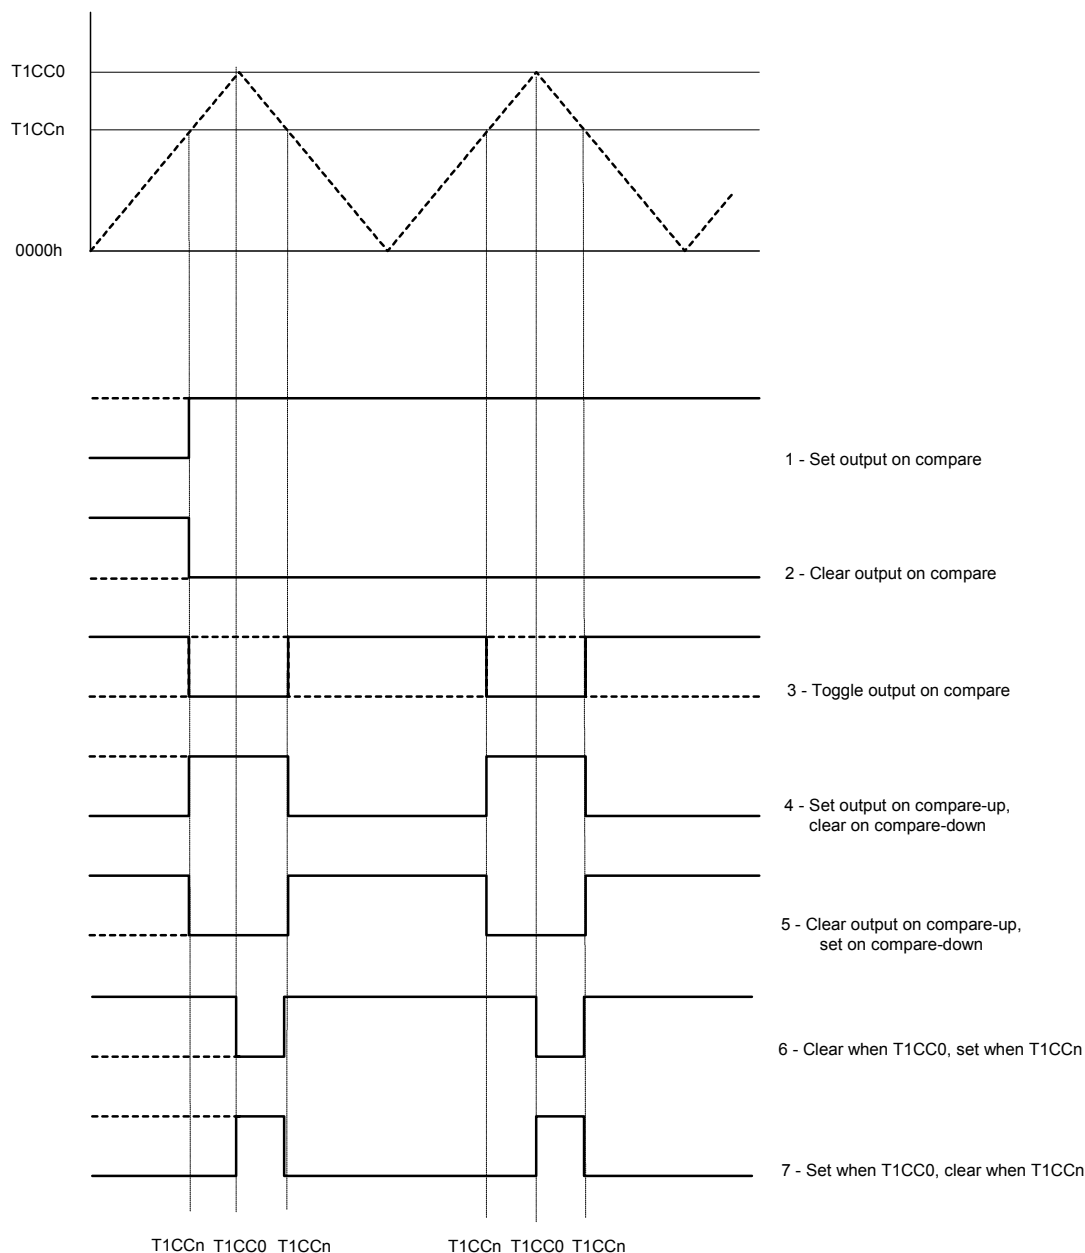 T1CC0
T1CCn
0000h
1 - Set output on compare
2 - Clear output on compare
3 - Toggle output on compare
4 - Set output on compare-up,
clear on compare-down
5 - Clear output on compare-up,
set on compare-down
6 - Clear when T1CC0, set when T1CCn
7 - Set when T1CC0, clear when T1CCn
T1CCn T1CC0 T1CCn T1CCn T1CC0 T1CCn